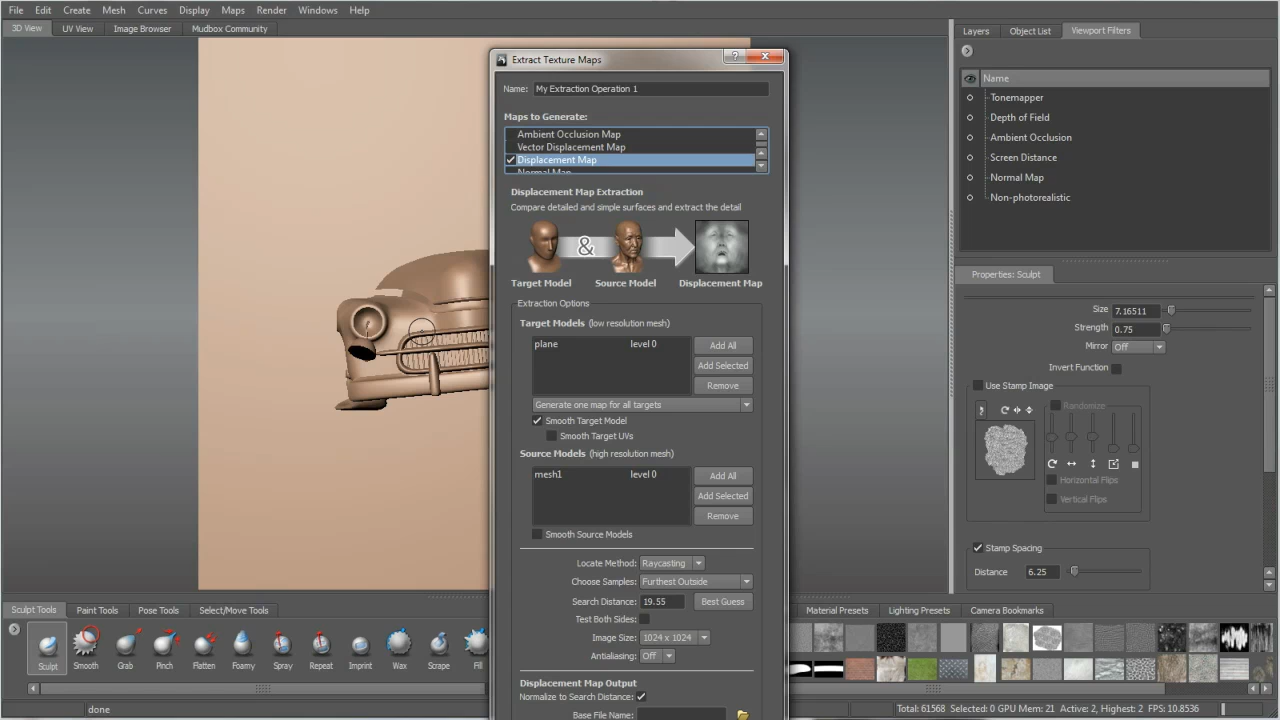 File Edit Create Mesh Curves Display Maps Render Windows Help
3D View UV View Image Browser Mudbox Community
Layers Object List Viewport Filters
Name
Tonemapper
Depth of Field
Ambient Occlusion
Screen Distance
Normal Map
Non-photorealistic
Extract Texture Maps
Name: My Extraction Operation 1
Maps to Generate:
Ambient Occlusion Map
Vector Displacement Map
Displacement Map
Normal Map
Displacement Map Extraction
Compare detailed and simple surfaces and extract the detail
&
Target Model Source Model Displacement Map
Extraction Options
Target Models (low resolution mesh)
plane level 0
Add All
Add Selected
Remove
Generate one map for all targets
Smooth Target Model
Smooth Target UVs
Source Models (high resolution mesh)
mesh1 level 0
Add All
Add Selected
Remove
Smooth Source Models
Locate Method: Raycasting
Choose Samples: Furthest Outside
Search Distance: 19.55 Best Guess
Test Both Sides:
Image Size: 1024 x 1024
Antialiasing: Off
Displacement Map Output
Normalize to Search Distance:
Base File Name:
Properties: Sculpt
Size 7.16511
Strength 0.75
Mirror Off
Invert Function
Use Stamp Image
Randomize
Horizontal Flips
Vertical Flips
Stamp Spacing
Distance 6.25
Sculpt Tools Paint Tools Pose Tools Select/Move Tools
Material Presets Lighting Presets Camera Bookmarks
Sculpt Smooth Grab Pinch Flatten Foamy Spray Repeat Imprint Wax Scrape Fill
done
Total: 61568 Selected: 0 GPU Mem: 21 Active: 2, Highest: 2 FPS: 10.8536